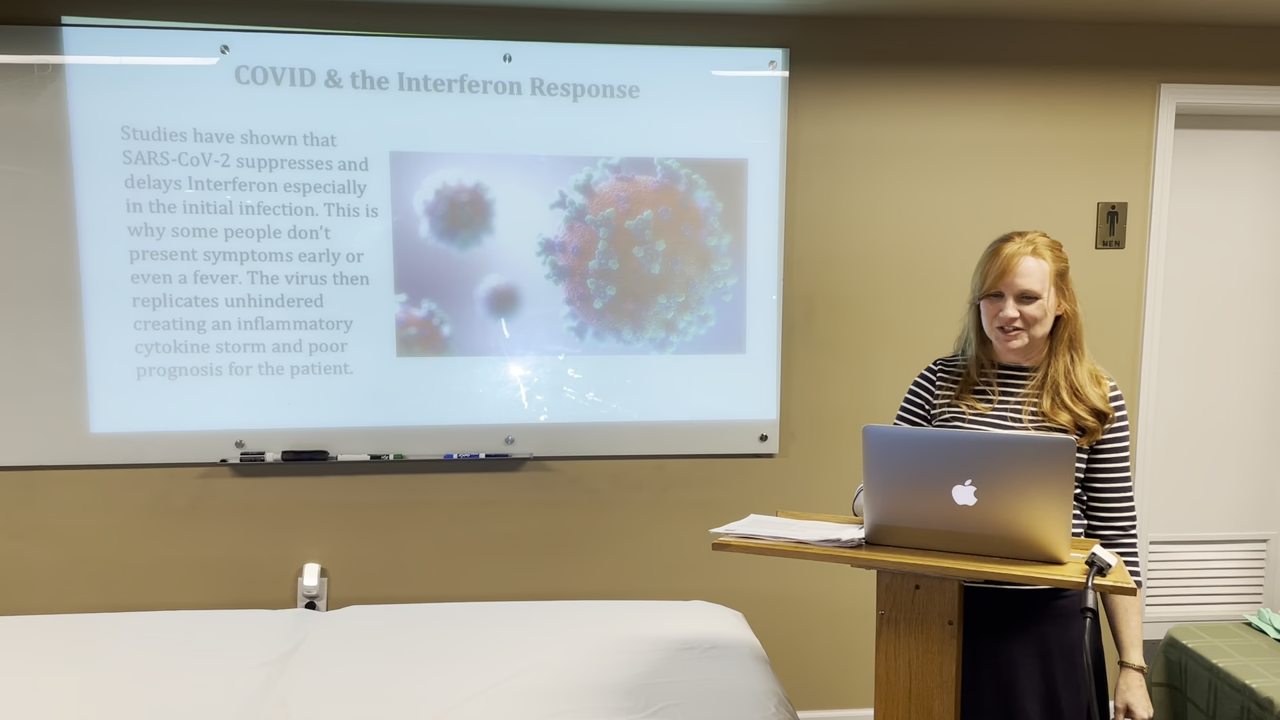 COVID & the Interferon Response
Studies have shown that
SARS-CoV-2 suppresses and
delays Interferon especially
in the initial infection. This is
why some people don't
present symptoms early or
even a fever. The virus then
replicates unhindered
creating an inflammatory
cytokine storm and poor
prognosis for the patient.
MEN